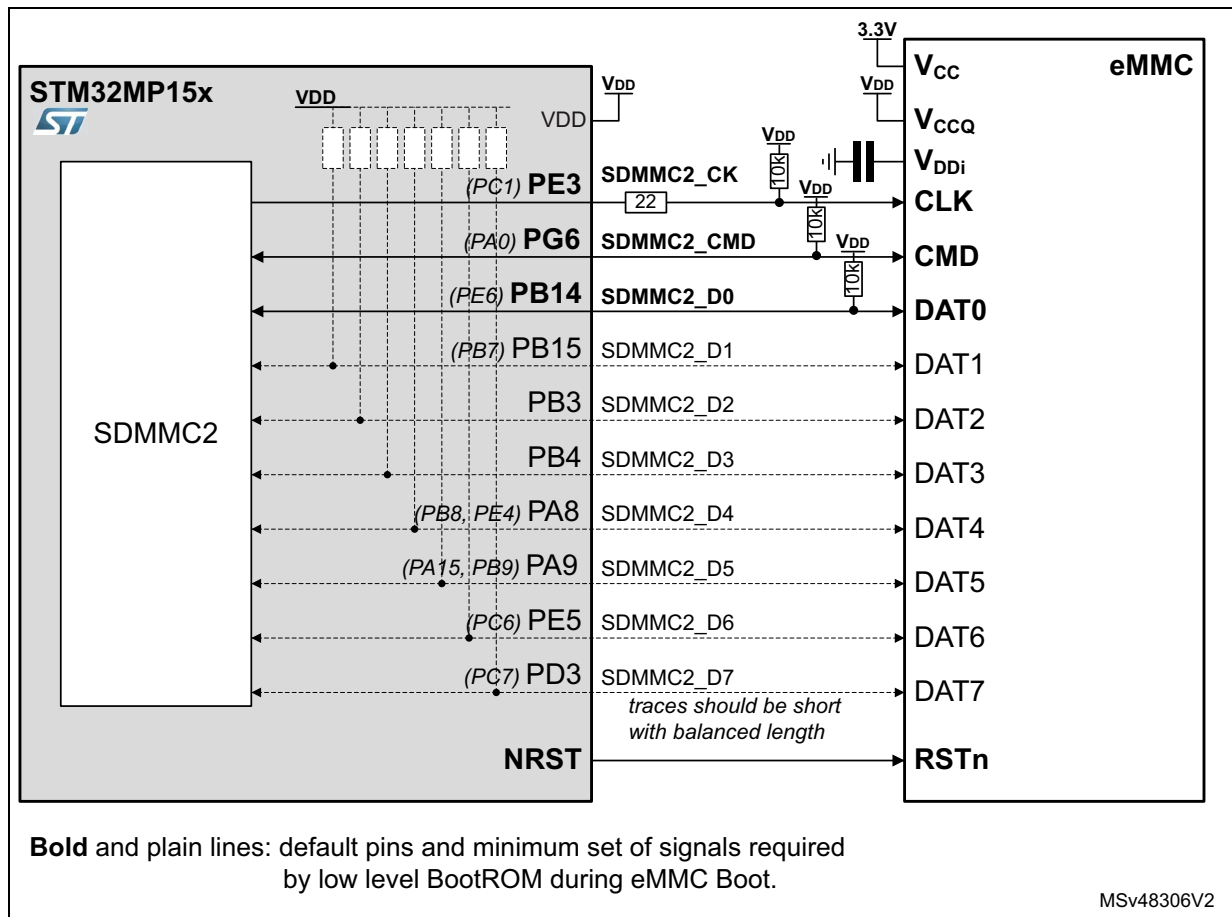 3.3V
STM32MP15x
ST
VDD
VDD
VDD
VCC
eMMC
VDD
VCCQ
VDD
VDDi
(PC1) PE3
SDMMC2_CK
22
10k
CLK
VDD
10k
(PA0) PG6
SDMMC2_CMD
CMD
VDD
10k
(PE6) PB14
SDMMC2_D0
DAT0
(PB7) PB15
SDMMC2_D1
DAT1
PB3
SDMMC2_D2
DAT2
SDMMC2
PB4
SDMMC2_D3
DAT3
(PB8, PE4) PA8
SDMMC2_D4
DAT4
(PA15, PB9) PA9
SDMMC2_D5
DAT5
(PC6) PE5
SDMMC2_D6
DAT6
(PC7) PD3
SDMMC2_D7
DAT7
traces should be short
with balanced length
NRST
RSTn
Bold and plain lines: default pins and minimum set of signals required
by low level BootROM during eMMC Boot.
MSv48306V2